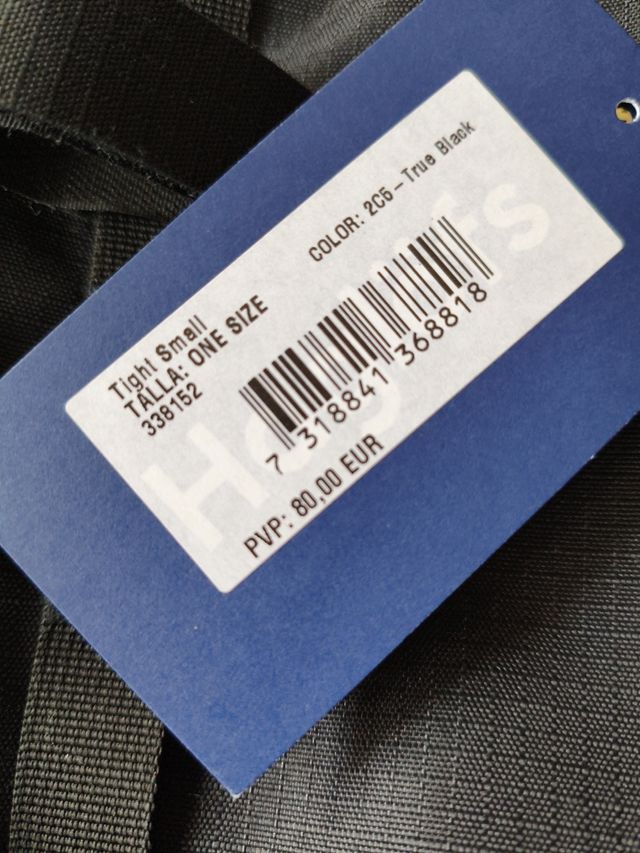 COLOR: 2C5 – True Black
Tight Small
TALLA: ONE SIZE
338152
7 318841 368818
PVP: 80,00 EUR